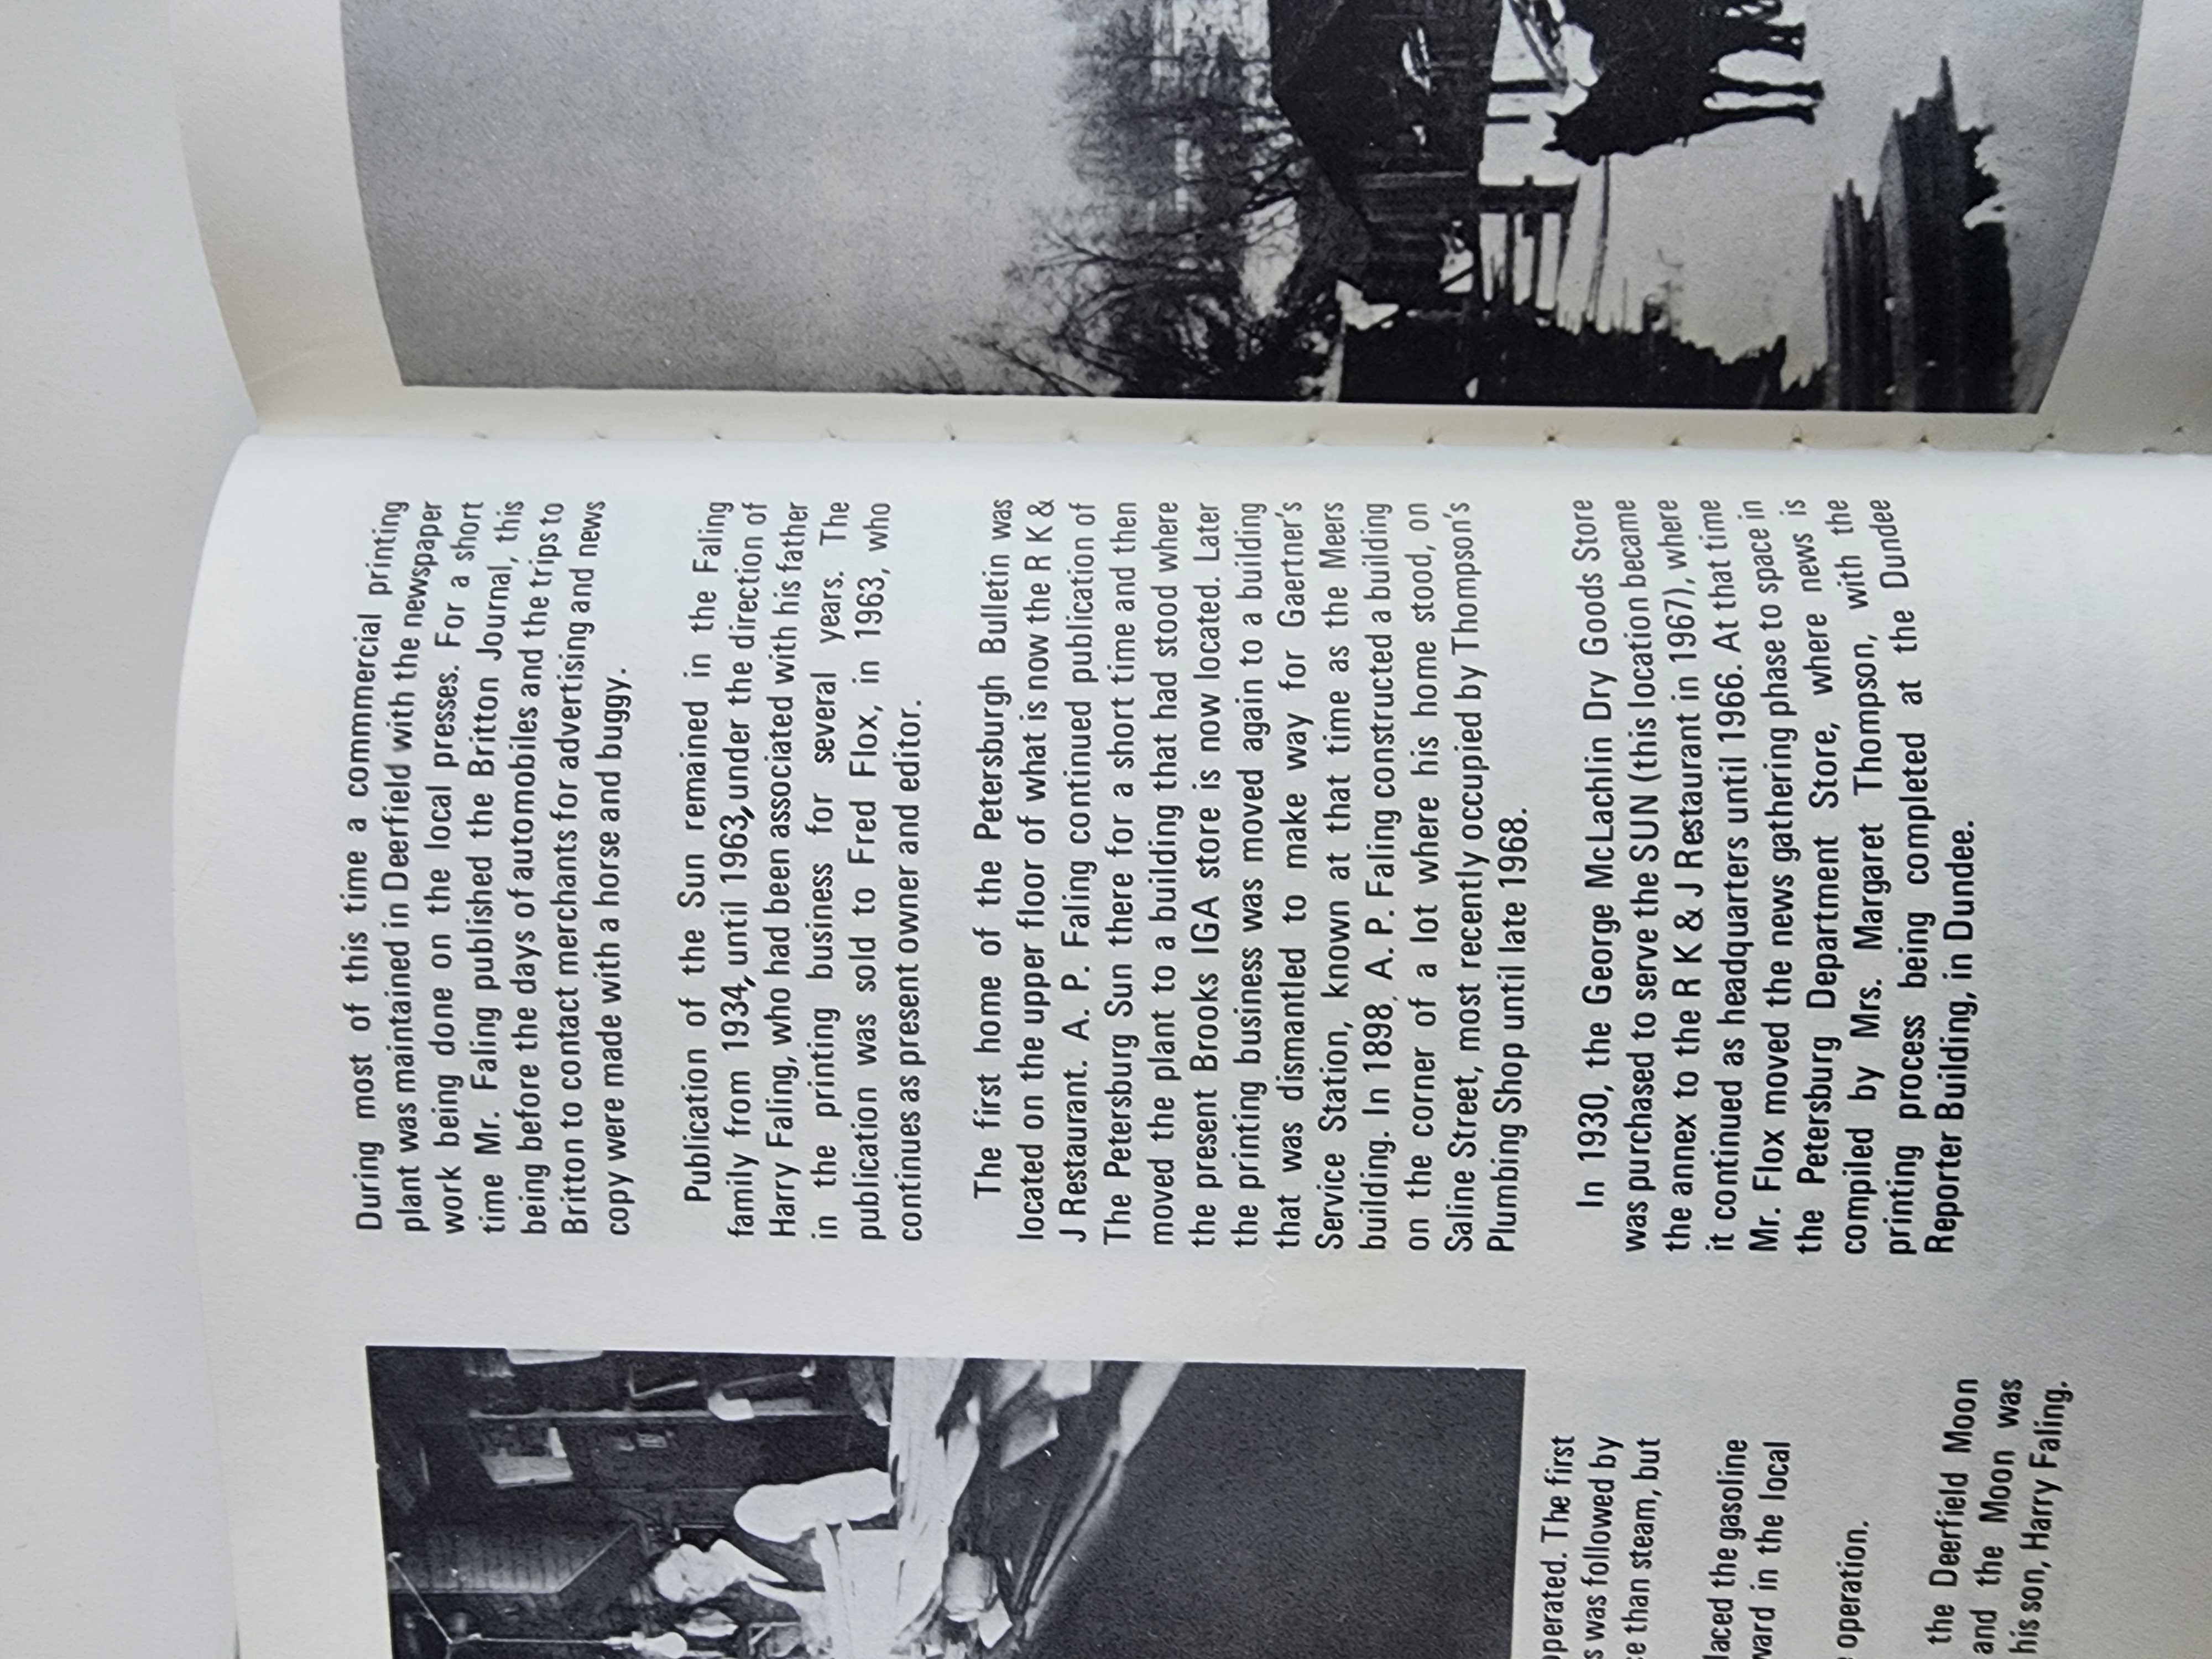 operated. The first
s was followed by
e than steam, but
laced the gasoline
ward in the local
operation.
the Deerfield Moon
and the Moon was
his son, Harry Faling.
During most of this time a commercial printing
plant was maintained in Deerfield with the newspaper
work being done on the local presses. For a short
time Mr. Faling published the Britton Journal, this
being before the days of automobiles and the trips to
Britton to contact merchants for advertising and news
copy were made with a horse and buggy.
Publication of the Sun remained in the Faling
family from 1934, until 1963, under the direction of
Harry Faling, who had been associated with his father
in the printing business for several years. The
publication was sold to Fred Flox, in 1963, who
continues as present owner and editor.
The first home of the Petersburgh Bulletin was
located on the upper floor of what is now the R K &
J Restaurant. A. P. Faling continued publication of
The Petersburg Sun there for a short time and then
moved the plant to a building that had stood where
the present Brooks IGA store is now located. Later
the printing business was moved again to a building
that was dismantled to make way for Gaertner's
Service Station, known at that time as the Meers
building. In 1898, A. P. Faling constructed a building
on the corner of a lot where his home stood, on
Saline Street, most recently occupied by Thompson's
Plumbing Shop until late 1968.
In 1930, the George McLachlin Dry Goods Store
was purchased to serve the SUN (this location became
the annex to the R K & J Restaurant in 1967), where
it continued as headquarters until 1966. At that time
Mr. Flox moved the news gathering phase to space in
the Petersburg Department Store, where news is
compiled by Mrs. Margaret Thompson, with the
printing process being completed at the Dundee
Reporter Building, in Dundee.